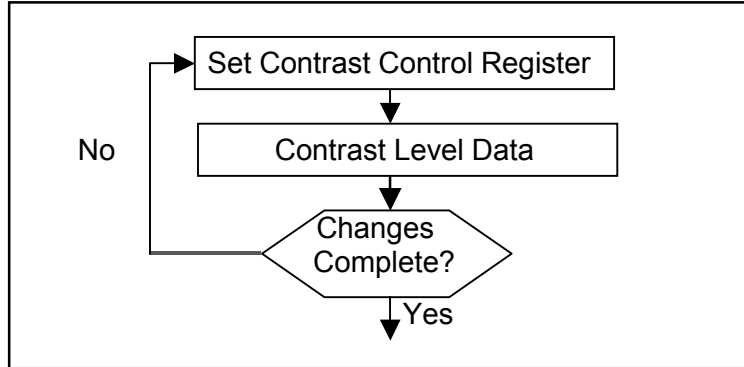 Set Contrast Control Register
No
Contrast Level Data
Changes
Complete?
Yes